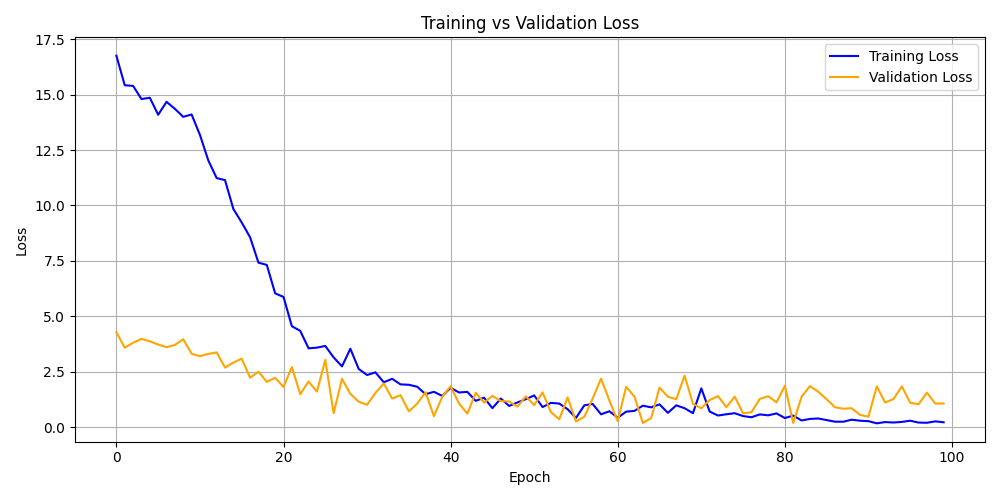 Training vs Validation Loss
17.5
15.0
12.5
10.0
7.5
5.0
2.5
0.0
Loss
Training Loss
Validation Loss
0 20 40 60 80 100
Epoch